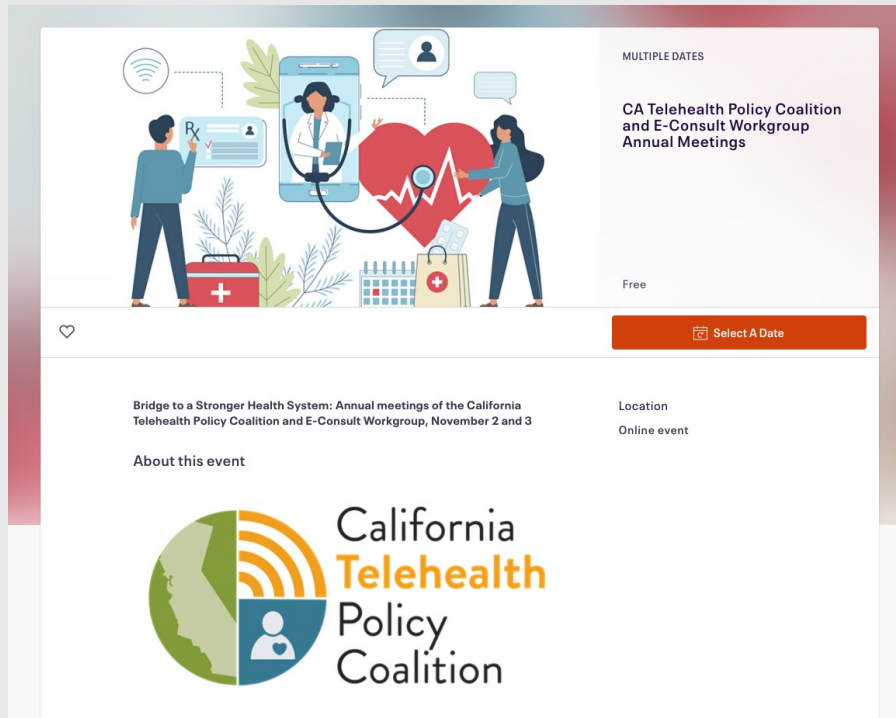 MULTIPLE DATES
CA Telehealth Policy Coalition
and E-Consult Workgroup
Annual Meetings
Rx
Free
Select A Date
Bridge to a Stronger Health System: Annual meetings of the California
Telehealth Policy Coalition and E-Consult Workgroup, November 2 and 3
Location
Online event
About this event
California
Telehealth
Policy
Coalition